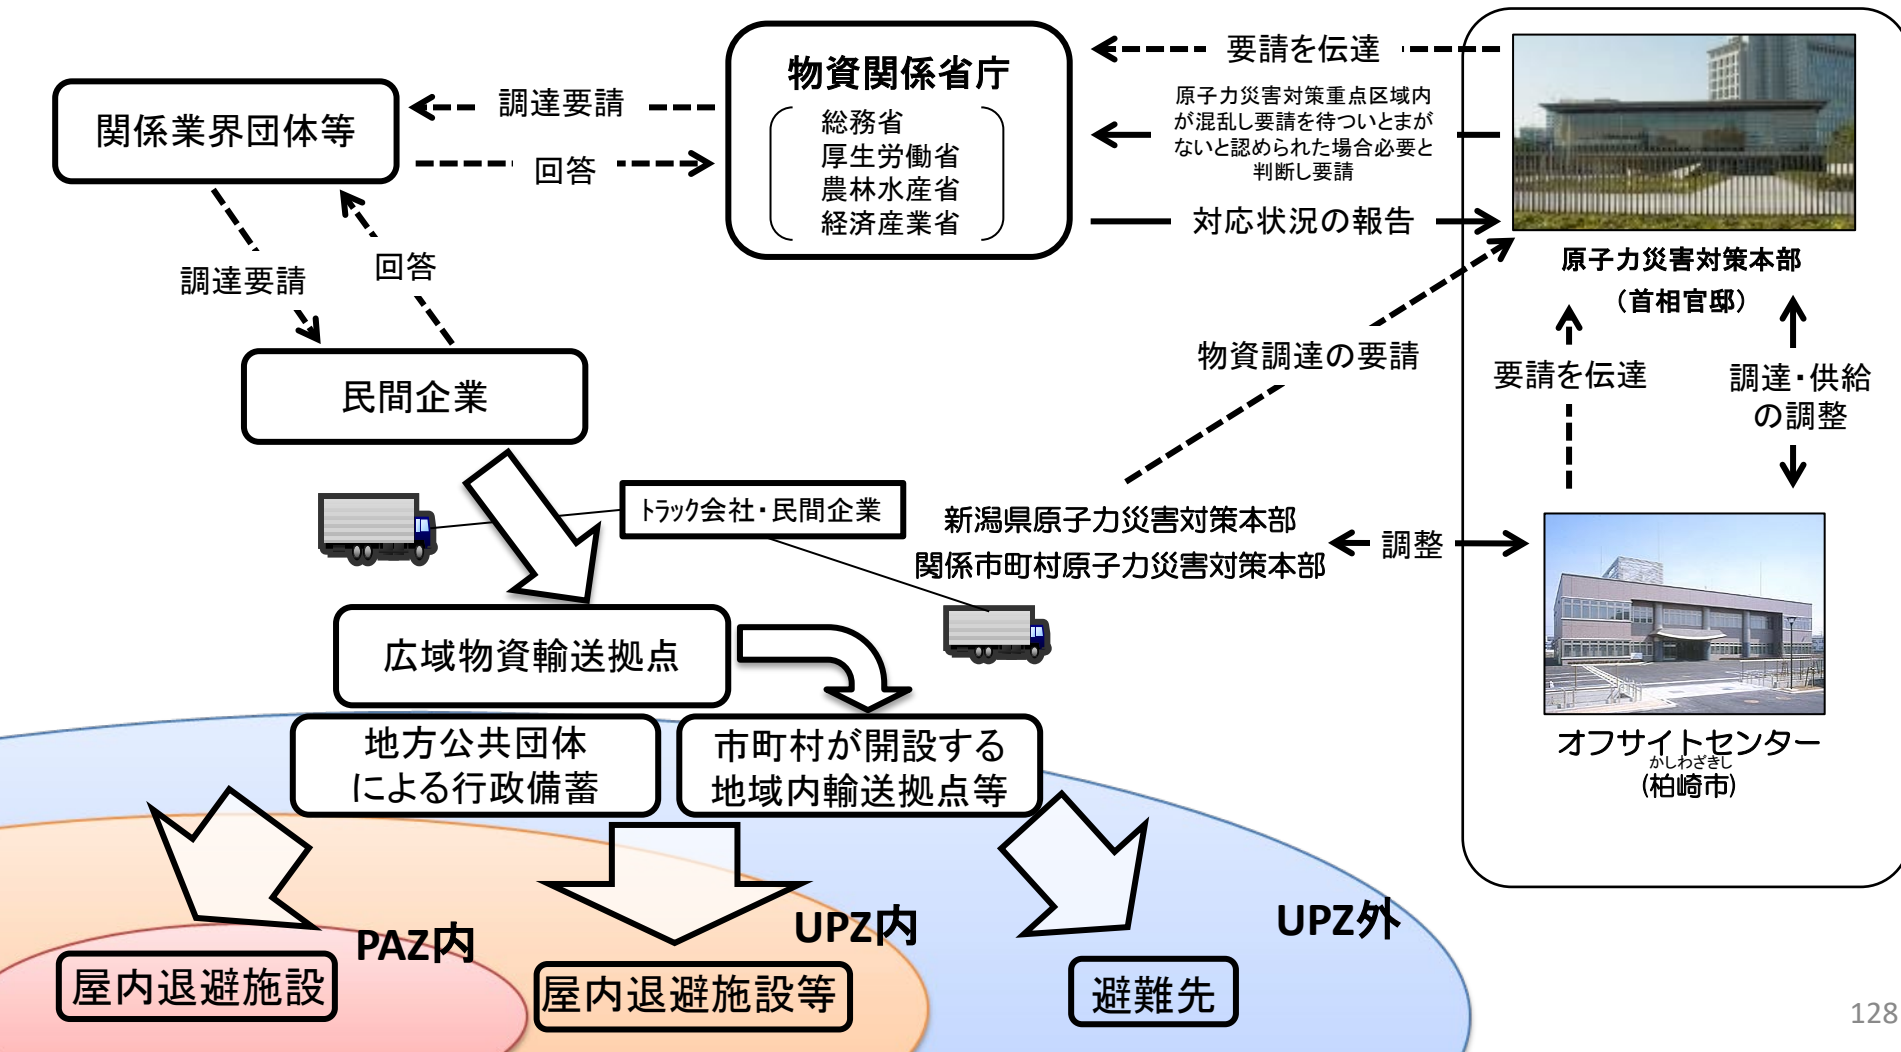 物資関係省庁
総務省
厚生労働省
農林水産省
経済産業省
関係業界団体等
調達要請
回答
要請を伝達
原子力災害対策重点区域内
が混乱し要請を待ついとまが
ないと認められた場合必要と
判断し要請
対応状況の報告
原子力災害対策本部
（首相官邸）
調達要請
回答
民間企業
物資調達の要請
要請を伝達
調達・供給
の調整
ﾄﾗｯｸ会社・民間企業
新潟県原子力災害対策本部
関係市町村原子力災害対策本部
調整
オフサイトセンター
かしわざきし
(柏崎市)
広域物資輸送拠点
地方公共団体
による行政備蓄
市町村が開設する
地域内輸送拠点等
PAZ内
UPZ内
UPZ外
屋内退避施設
屋内退避施設等
避難先
128